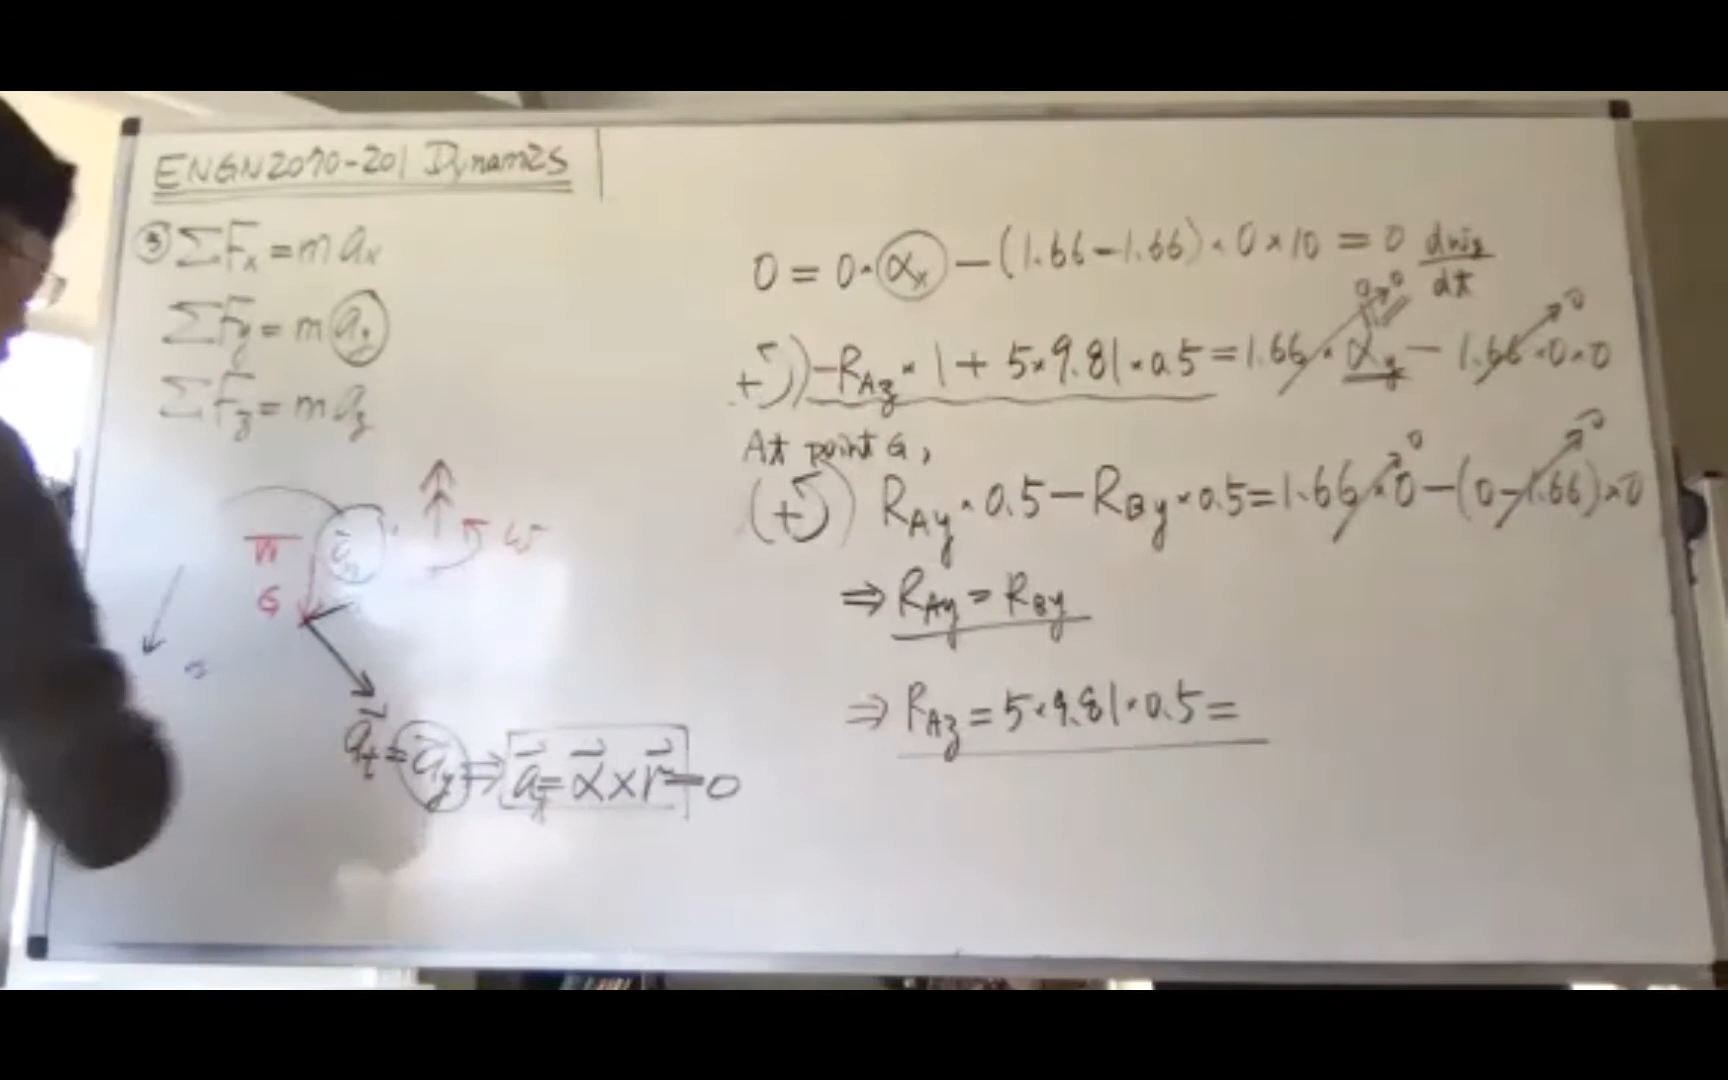 ENGN2070-201 Dynamics
③ ΣFx = m ax
ΣFy = m ay
ΣFz = m az
W
G
ω
at = ay ⇒ at = α × r = 0
0 = 0·αx − (1.66−1.66)·0×10 = 0
dωz
dt
−RAz·1 + 5×9.81×0.5 = 1.66·αy − 1.66·0×0
At point G,
(+) RAy·0.5 − RBy×0.5 = 1.66×0 − (0−1.66)×0
⇒ RAy = RBy
⇒ RAz = 5×9.81×0.5 =